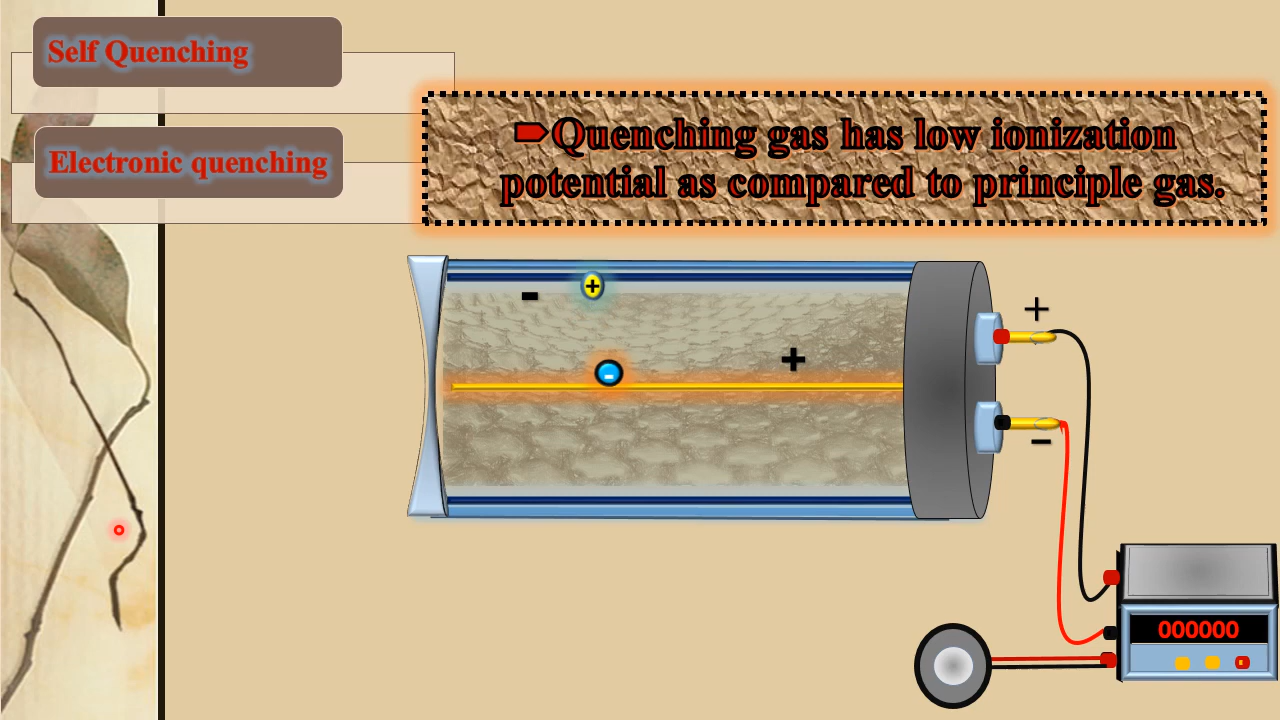 Self Quenching
Electronic quenching
Quenching gas has low ionization
potential as compared to principle gas.
-
+
+
-
+
-
000000